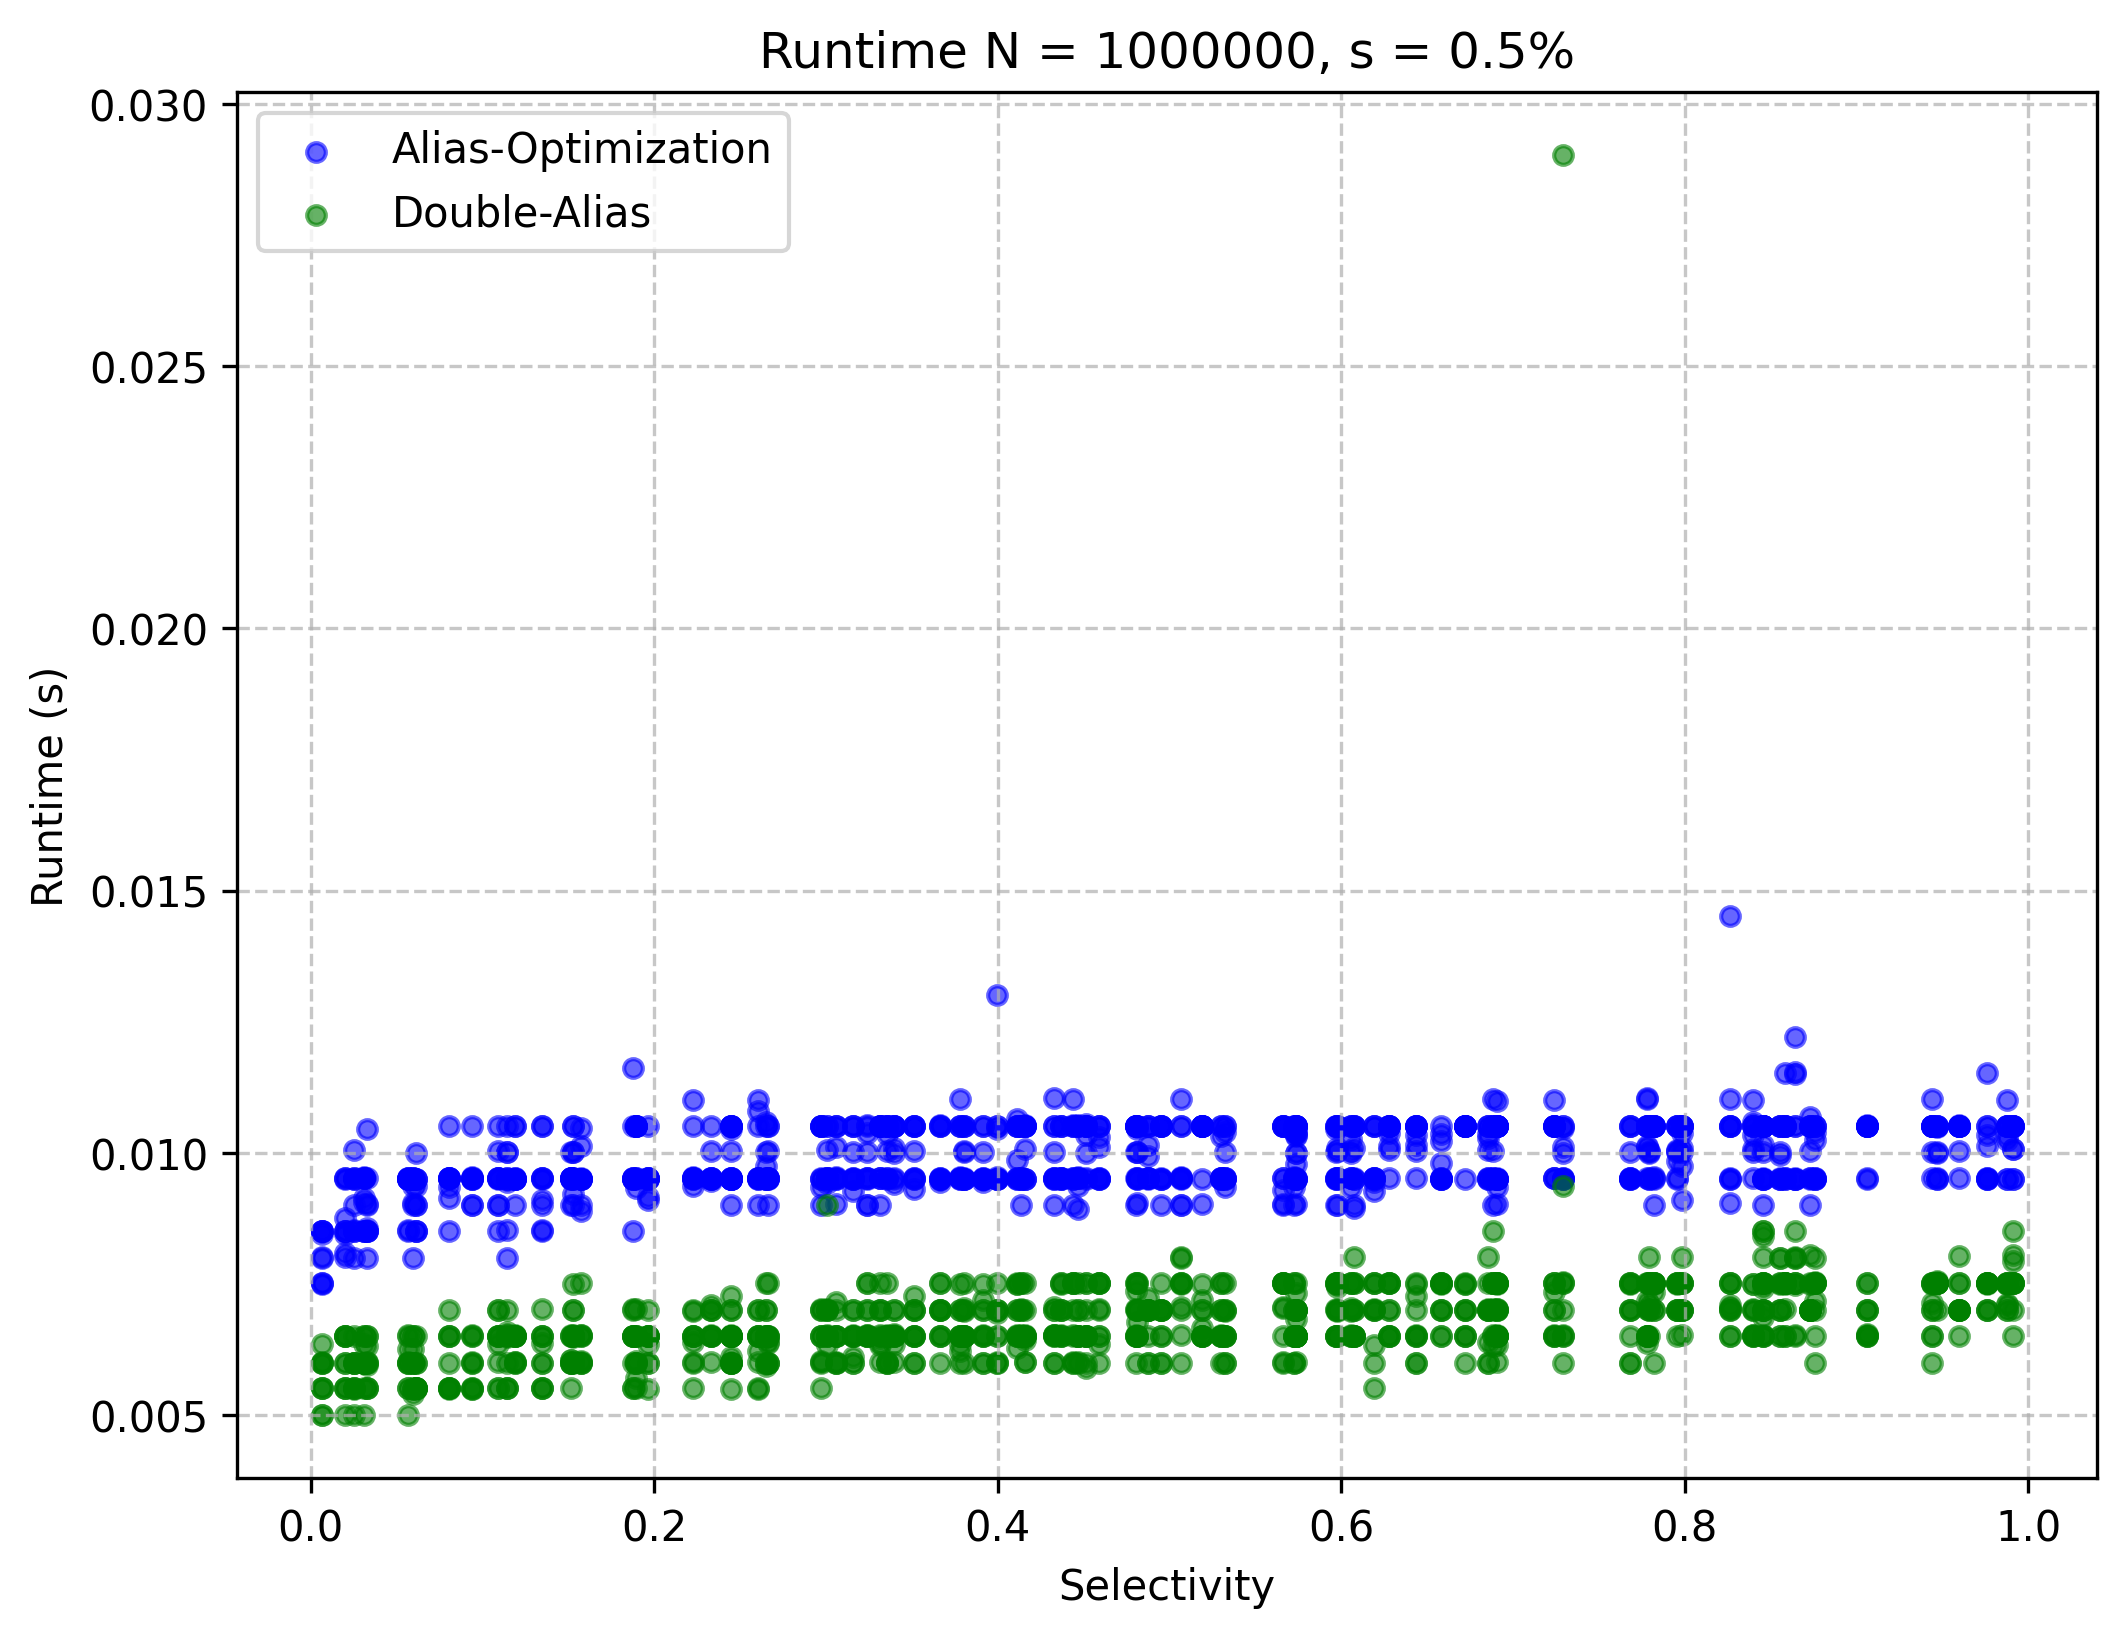 Runtime N = 1000000, s = 0.5%
Alias-Optimization
Double-Alias
Runtime (s)
0.030
0.025
0.020
0.015
0.010
0.005
0.0 0.2 0.4 0.6 0.8 1.0
Selectivity